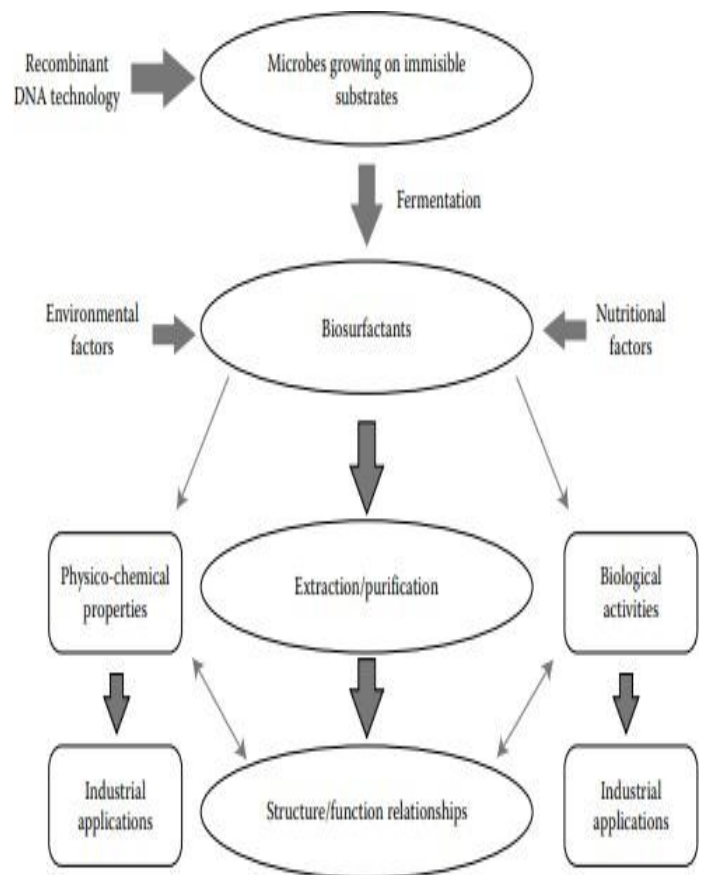 Recombinant
DNA technology
Microbes growing on immisible
substrates
Fermentation
Environmental
factors
Biosurfactants
Nutritional
factors
Physico-chemical
properties
Extraction/purification
Biological
activities
Industrial
applications
Structure/function relationships
Industrial
applications